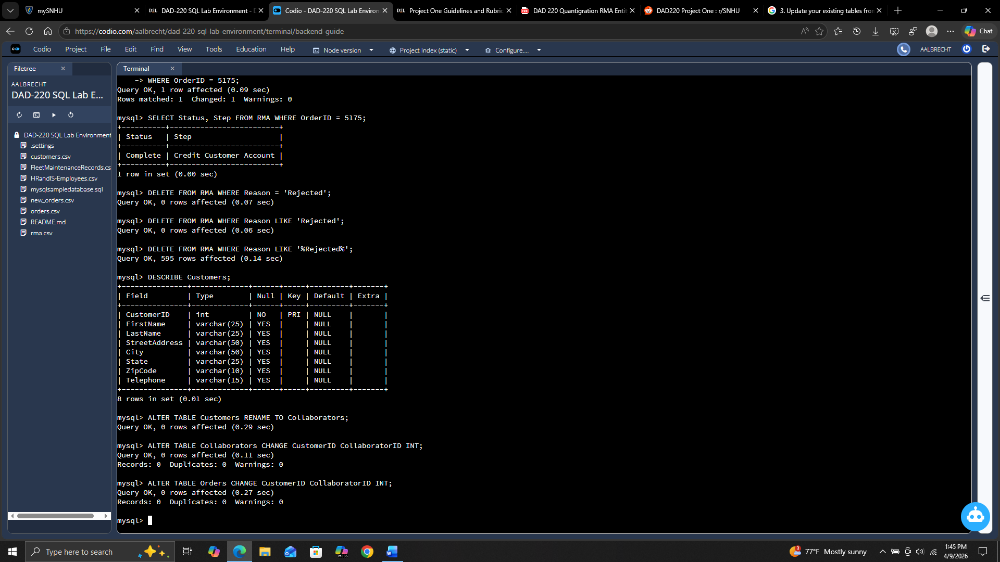 mySNHU
D2L DAD-220 SQL Lab Environment - D
Codio - DAD-220 SQL Lab Environ
D2L Project One Guidelines and Rubric
PDF DAD 220 Quantigration RMA Entit
DAD220 Project One : r/SNHU
3. Update your existing tables from
https://codio.com/aalbrecht/dad-220-sql-lab-environment/terminal/backend-guide
Chat
Codio Project File Edit Find View Tools Education Help Node version Project Index (static) Configure.... AALBRECHT
Filetree
AALBRECHT
DAD-220 SQL Lab E...
DAD-220 SQL Lab Environment
.settings
customers.csv
FleetMaintenanceRecords.cs
HRandIS-Employees.csv
mysqlsampledatabase.sql
new_orders.csv
orders.csv
README.md
rma.csv
Terminal
-> WHERE OrderID = 5175;
Query OK, 1 row affected (0.09 sec)
Rows matched: 1  Changed: 1  Warnings: 0
mysql> SELECT Status, Step FROM RMA WHERE OrderID = 5175;
+----------+-------------------------+
| Status   | Step                    |
+----------+-------------------------+
| Complete | Credit Customer Account |
+----------+-------------------------+
1 row in set (0.00 sec)
mysql> DELETE FROM RMA WHERE Reason = 'Rejected';
Query OK, 0 rows affected (0.07 sec)
mysql> DELETE FROM RMA WHERE Reason LIKE 'Rejected';
Query OK, 0 rows affected (0.06 sec)
mysql> DELETE FROM RMA WHERE Reason LIKE '%Rejected%';
Query OK, 595 rows affected (0.14 sec)
mysql> DESCRIBE Customers;
+---------------+-------------+------+-----+---------+-------+
| Field         | Type        | Null | Key | Default | Extra |
+---------------+-------------+------+-----+---------+-------+
| CustomerID    | int         | NO   | PRI | NULL    |       |
| FirstName     | varchar(25) | YES  |     | NULL    |       |
| LastName      | varchar(25) | YES  |     | NULL    |       |
| StreetAddress | varchar(50) | YES  |     | NULL    |       |
| City          | varchar(50) | YES  |     | NULL    |       |
| State         | varchar(25) | YES  |     | NULL    |       |
| ZipCode       | varchar(10) | YES  |     | NULL    |       |
| Telephone     | varchar(15) | YES  |     | NULL    |       |
+---------------+-------------+------+-----+---------+-------+
8 rows in set (0.01 sec)
mysql> ALTER TABLE Customers RENAME TO Collaborators;
Query OK, 0 rows affected (0.29 sec)
mysql> ALTER TABLE Collaborators CHANGE CustomerID CollaboratorID INT;
Query OK, 0 rows affected (0.11 sec)
Records: 0  Duplicates: 0  Warnings: 0
mysql> ALTER TABLE Orders CHANGE CustomerID CollaboratorID INT;
Query OK, 0 rows affected (0.27 sec)
Records: 0  Duplicates: 0  Warnings: 0
mysql>
Type here to search
M365
3
77°F Mostly sunny
1:45 PM
4/9/2026